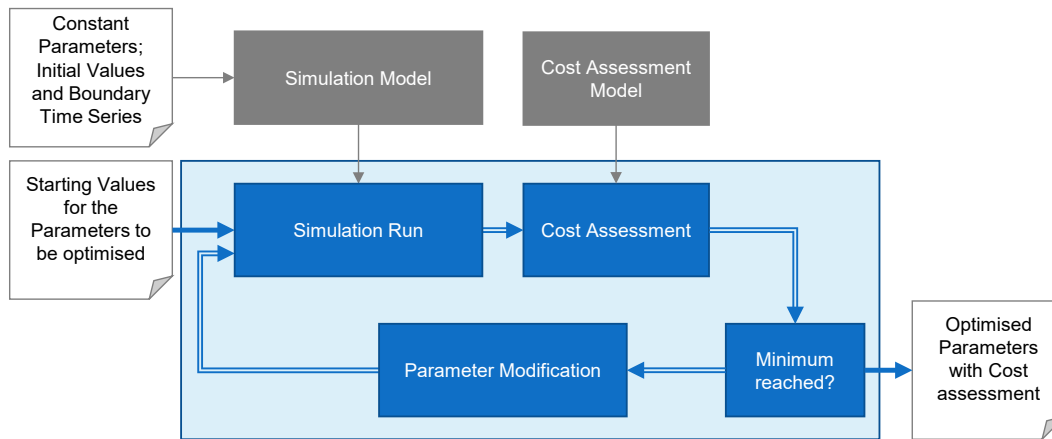 Constant
Parameters;
Initial Values
and Boundary
Time Series
Simulation Model
Cost Assessment
Model
Starting Values
for the
Parameters to
be optimised
Simulation Run
Cost Assessment
Parameter Modification
Minimum
reached?
Optimised
Parameters
with Cost
assessment